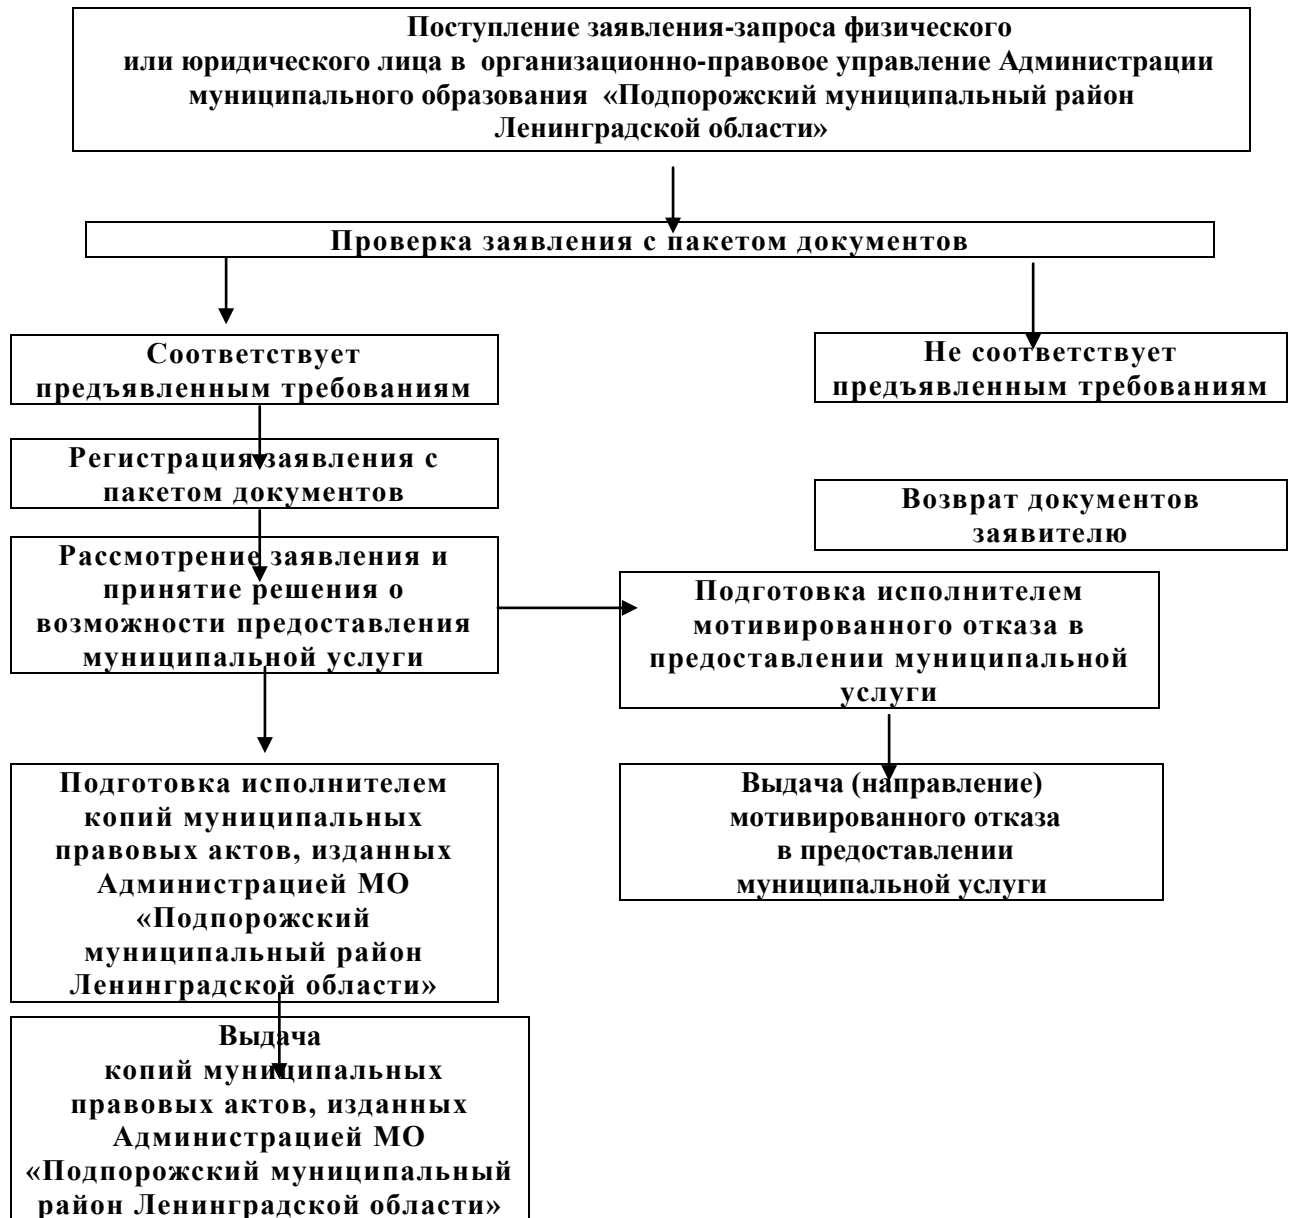 Поступление заявления-запроса физического
или юридического лица в организационно-правовое управление Администрации
муниципального образования «Подпорожский муниципальный район
Ленинградской области»
Проверка заявления с пакетом документов
Соответствует
предъявленным требованиям
Не соответствует
предъявленным требованиям
Регистрация заявления с
пакетом документов
Возврат документов
заявителю
Рассмотрение заявления и
принятие решения о
возможности предоставления
муниципальной услуги
Подготовка исполнителем
мотивированного отказа в
предоставлении муниципальной
услуги
Подготовка исполнителем
копий муниципальных
правовых актов, изданных
Администрацией МО
«Подпорожский
муниципальный район
Ленинградской области»
Выдача (направление)
мотивированного отказа
в предоставлении
муниципальной услуги
Выдача
копий муниципальных
правовых актов, изданных
Администрацией МО
«Подпорожский муниципальный
район Ленинградской области»